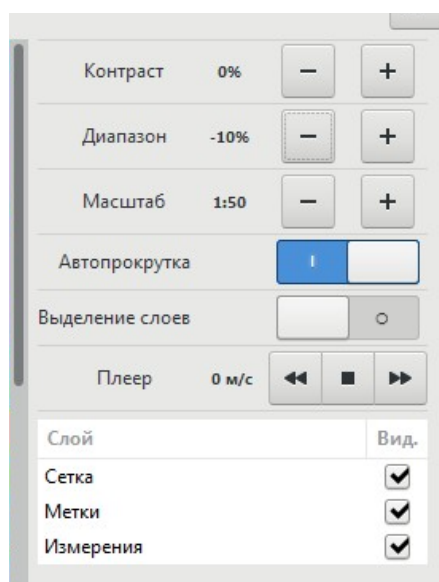 Контраст 0% − +
Диапазон -10% − +
Масштаб 1:50 − +
Автопрокрутка
Выделение слоев
Плеер 0 м/с
Слой Вид.
Сетка
Метки
Измерения